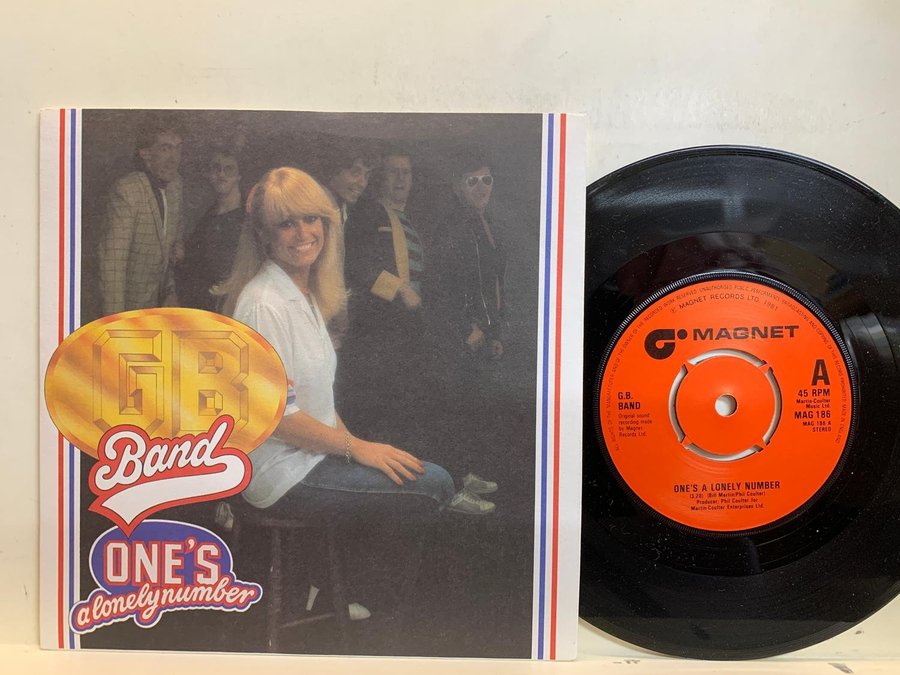 GB
Band
ONE'S
a lonely number
℗ MAGNET RECORDS LTD. 1981
MAGNET
G.B.
BAND
Original sound
recording made
by Magnet
Records Ltd.
A
45 RPM
Martin-Coulter
Music Ltd.
MAG 186
MAG 186 A
STEREO
ONE'S A LONELY NUMBER
(3.28) (Bill Martin/Phil Coulter)
Producer: Phil Coulter for
Martin-Coulter Enterprises Ltd.